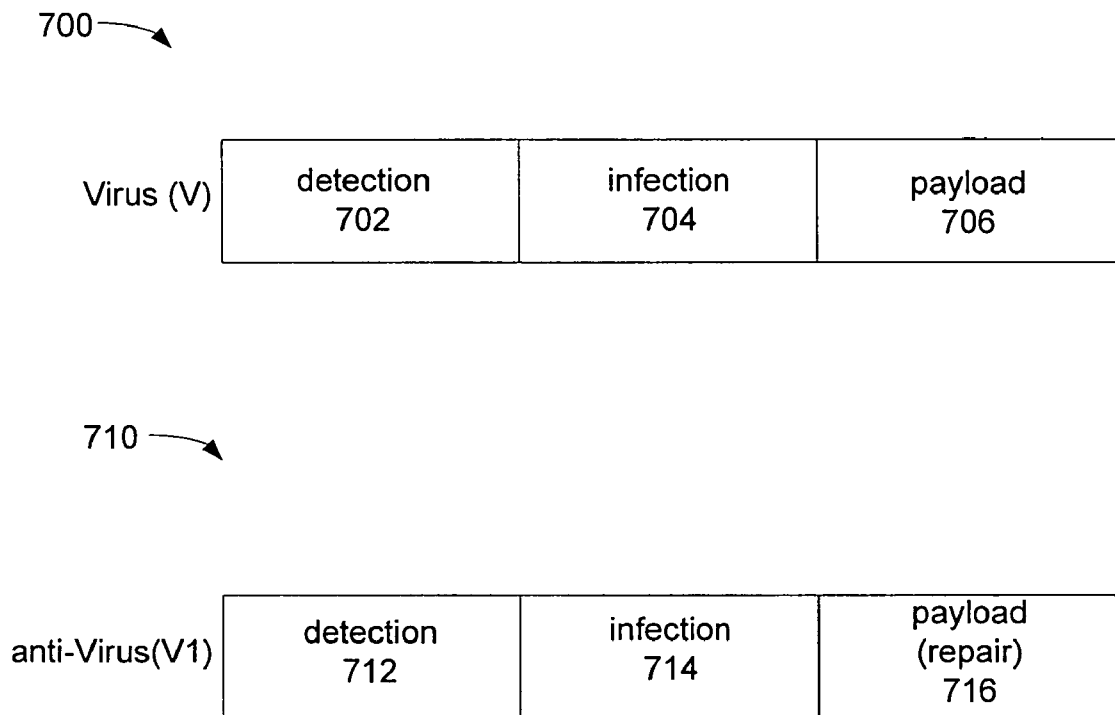 700
Virus (V)
detection
702
infection
704
payload
706
710
anti-Virus(V1)
detection
712
infection
714
payload
(repair)
716